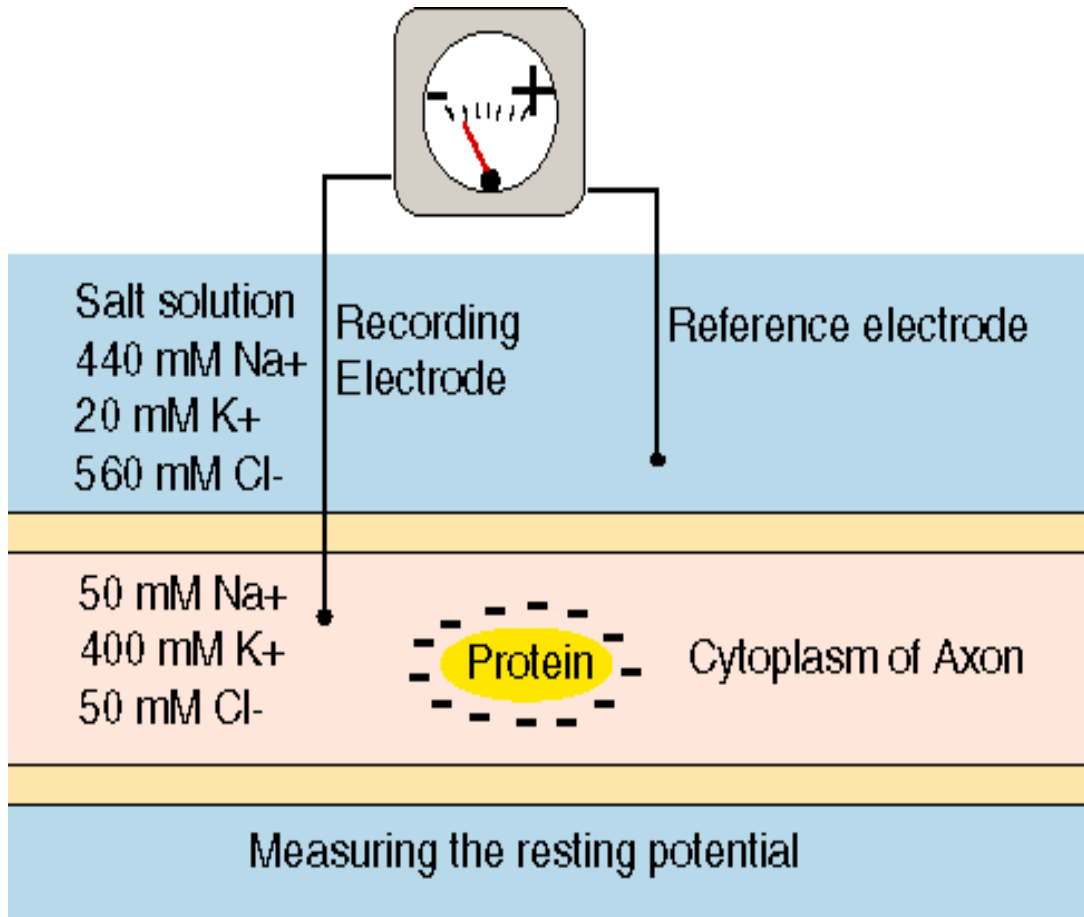 - +
Salt solution
440 mM Na+
20 mM K+
560 mM Cl-
Recording
Electrode
Reference electrode
50 mM Na+
400 mM K+
50 mM Cl-
Protein
Cytoplasm of Axon
Measuring the resting potential